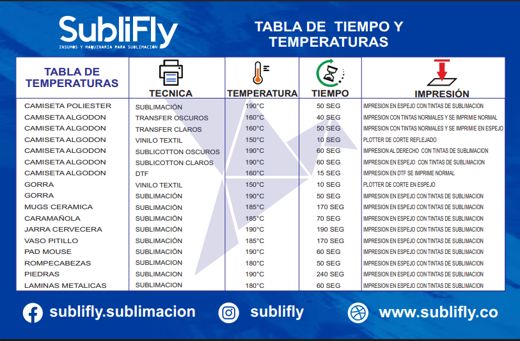 SubliFly
INSUMOS Y MAQUINARIA PARA SUBLIMACIÓN
TABLA DE TIEMPO Y
TEMPERATURAS
TABLA DE
TEMPERATURAS
TECNICA TEMPERATURA TIEMPO IMPRESIÓN
CAMISETA POLIESTER SUBLIMACIÓN 190°C 50 SEG IMPRESION EN ESPEJO CON TINTAS DE SUBLIMACION
CAMISETA ALGODON TRANSFER OSCUROS 160°C 40 SEG IMPRESION CON TINTAS NORMALES Y SE IMPRIME NORMAL
CAMISETA ALGODON TRANSFER CLAROS 160°C 50 SEG IMPRESION CON TINTAS NORMALES Y SE IMPRIME EN ESPEJO
CAMISETA ALGODON VINILO TEXTIL 150°C 10 SEG PLOTTER DE CORTE REFLEJADO
CAMISETA ALGODON SUBLICOTTON OSCUROS 190°C 60 SEG IMPRESION AL DERECHO CON TINTAS DE SUBLIMACION
CAMISETA ALGODON SUBLICOTTON CLAROS 190°C 60 SEG IMPRESION EN ESPEJO CON TINTAS DE SUBLIMACION
CAMISETA ALGODON DTF 160°C 15 SEG IMPRESION EN DTF SE IMPRIME NORMAL
GORRA VINILO TEXTIL 150°C 10 SEG PLOTTER DE CORTE EN ESPEJO
GORRA SUBLIMACIÓN 190°C 50 SEG IMPRESION EN ESPEJO CON TINTAS DE SUBLIMACION
MUGS CERAMICA SUBLIMACIÓN 185°C 170 SEG IMPRESION EN ESPEJO CON TINTAS DE SUBLIMACION
CARAMAÑOLA SUBLIMACIÓN 185°C 70 SEG IMPRESION EN ESPEJO CON TINTAS DE SUBLIMACION
JARRA CERVECERA SUBLIMACIÓN 190°C 190 SEG IMPRESION EN ESPEJO CON TINTAS DE SUBLIMACION
VASO PITILLO SUBLIMACIÓN 185°C 170 SEG IMPRESION EN ESPEJO CON TINTAS DE SUBLIMACION
PAD MOUSE SUBLIMACIÓN 190°C 60 SEG IMPRESION EN ESPEJO CON TINTAS DE SUBLIMACION
ROMPECABEZAS SUBLIMACIÓN 180°C 50 SEG IMPRESION EN ESPEJO CON TINTAS DE SUBLIMACION
PIEDRAS SUBLIMACIÓN 190°C 240 SEG IMPRESION EN ESPEJO CON TINTAS DE SUBLIMACION
LAMINAS METALICAS SUBLIMACIÓN 180°C 60 SEG IMPRESION EN ESPEJO CON TINTAS DE SUBLIMACION
sublifly.sublimacion sublifly www.sublifly.co